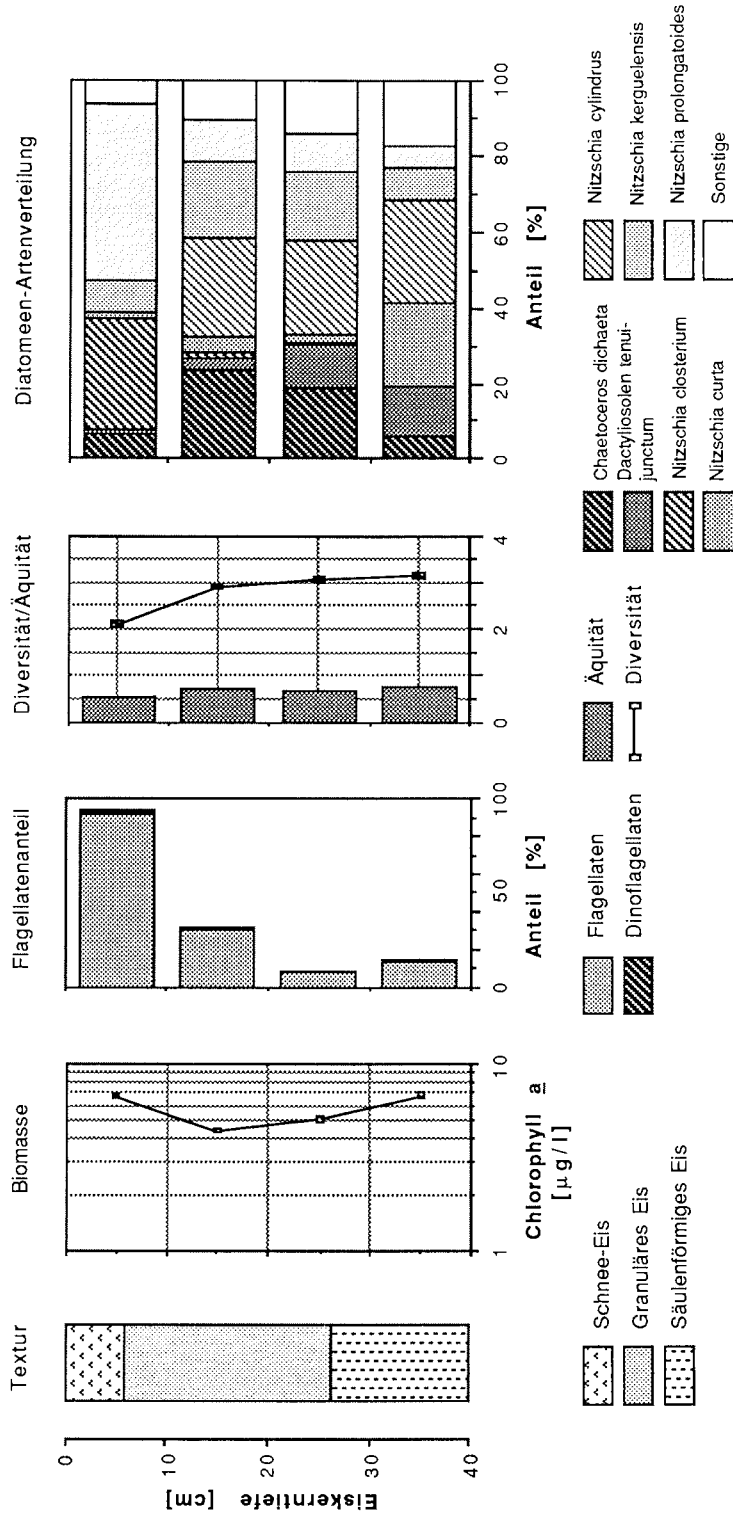 Textur
Biomasse
Flagellatenanteil
Diversität/Äquität
Diatomeen-Artenverteilung
0
10
20
30
40
Eiskerntiefe [cm]
1
10
Chlorophyll a
[µg/l]
0
50
100
Anteil [%]
0
2
4
0
20
40
60
80
100
Anteil [%]
Schnee-Eis
Granuläres Eis
Säulenförmiges Eis
Flagellaten
Dinoflagellaten
Äquität
Diversität
Chaetoceros dichaeta
Dactyliosolen tenui-
junctum
Nitzschia closterium
Nitzschia curta
Nitzschia cylindrus
Nitzschia kerguelensis
Nitzschia prolongatoides
Sonstige